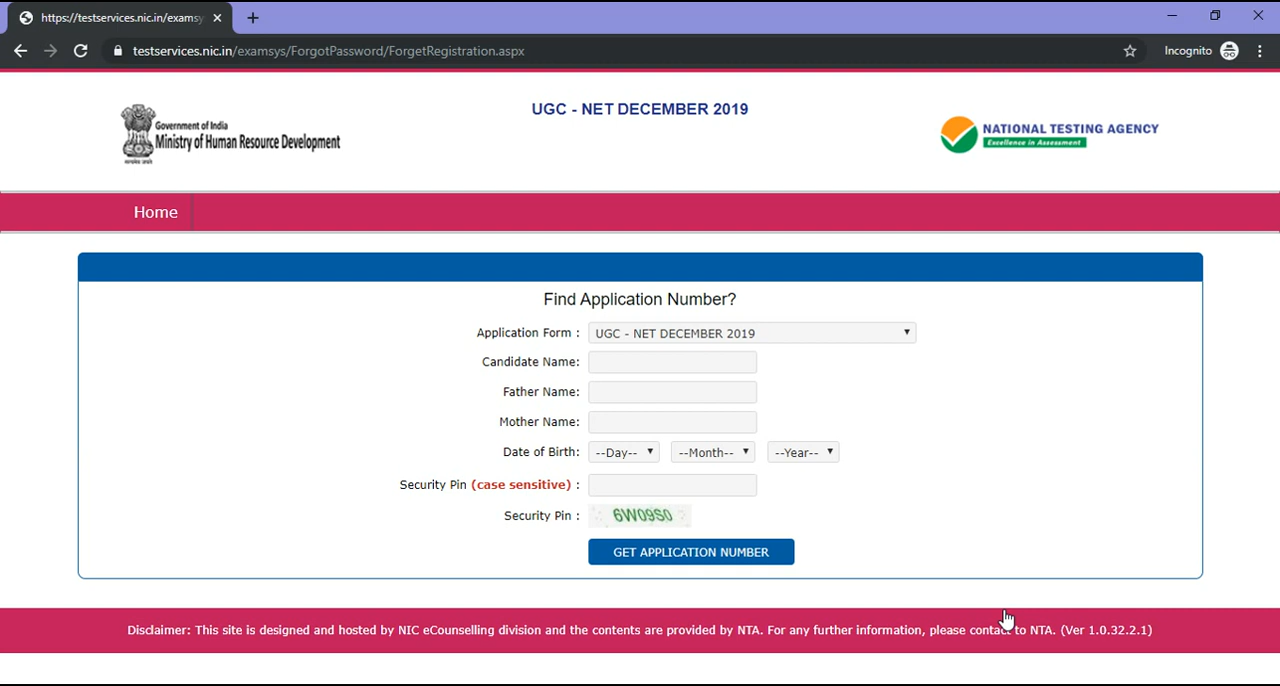 https://testservices.nic.in/examsy
testservices.nic.in/examsys/ForgotPassword/ForgetRegistration.aspx
Incognito
UGC - NET DECEMBER 2019
Government of India
Ministry of Human Resource Development
NATIONAL TESTING AGENCY
Excellence in Assessment
Home
Find Application Number?
Application Form : UGC - NET DECEMBER 2019
Candidate Name:
Father Name:
Mother Name:
Date of Birth: --Day-- --Month-- --Year--
Security Pin (case sensitive) :
Security Pin : 6W09S0
GET APPLICATION NUMBER
Disclaimer: This site is designed and hosted by NIC eCounselling division and the contents are provided by NTA. For any further information, please contact to NTA. (Ver 1.0.32.2.1)